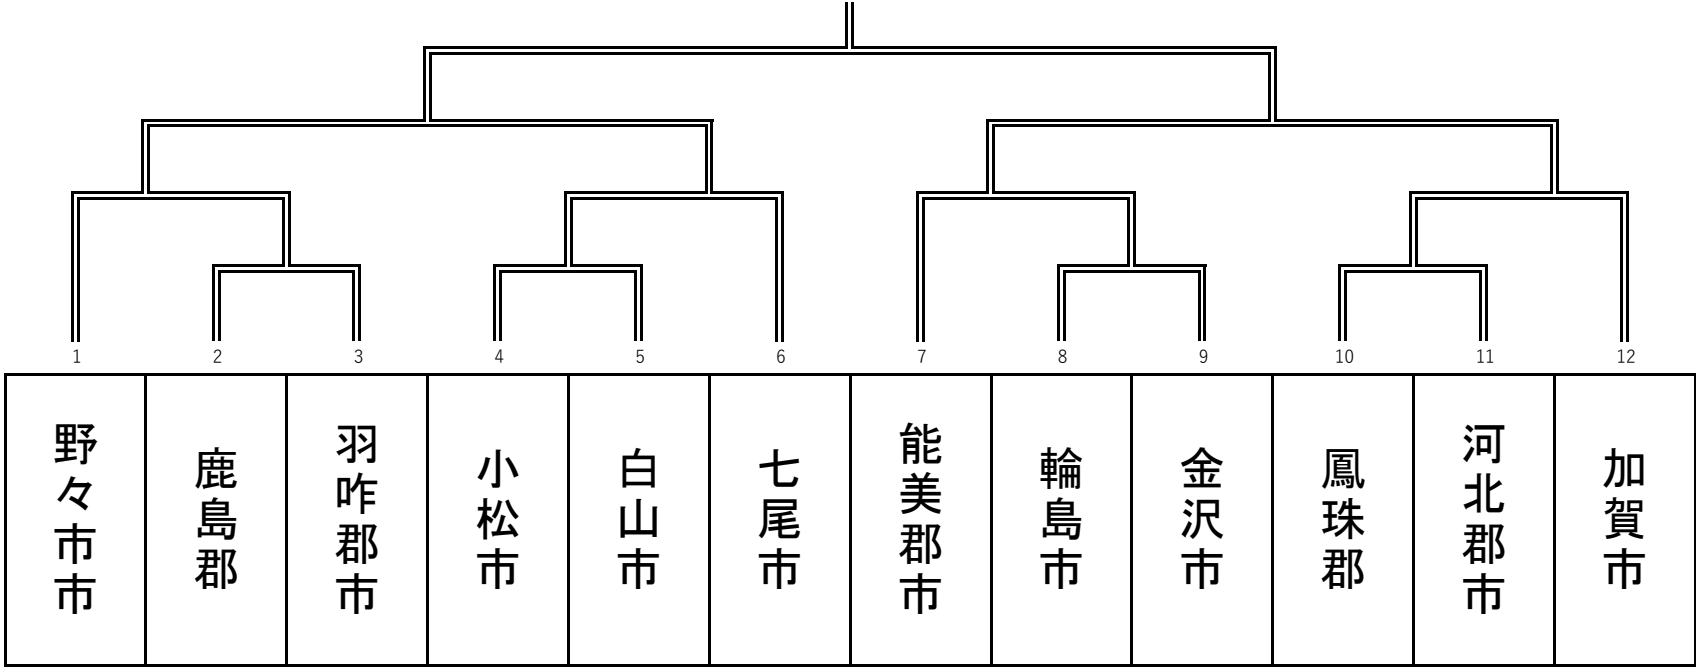 1 2 3 4 5 6 7 8 9 10 11 12
野々市市
鹿島郡
羽咋郡市
小松市
白山市
七尾市
能美郡市
輪島市
金沢市
鳳珠郡
河北郡市
加賀市